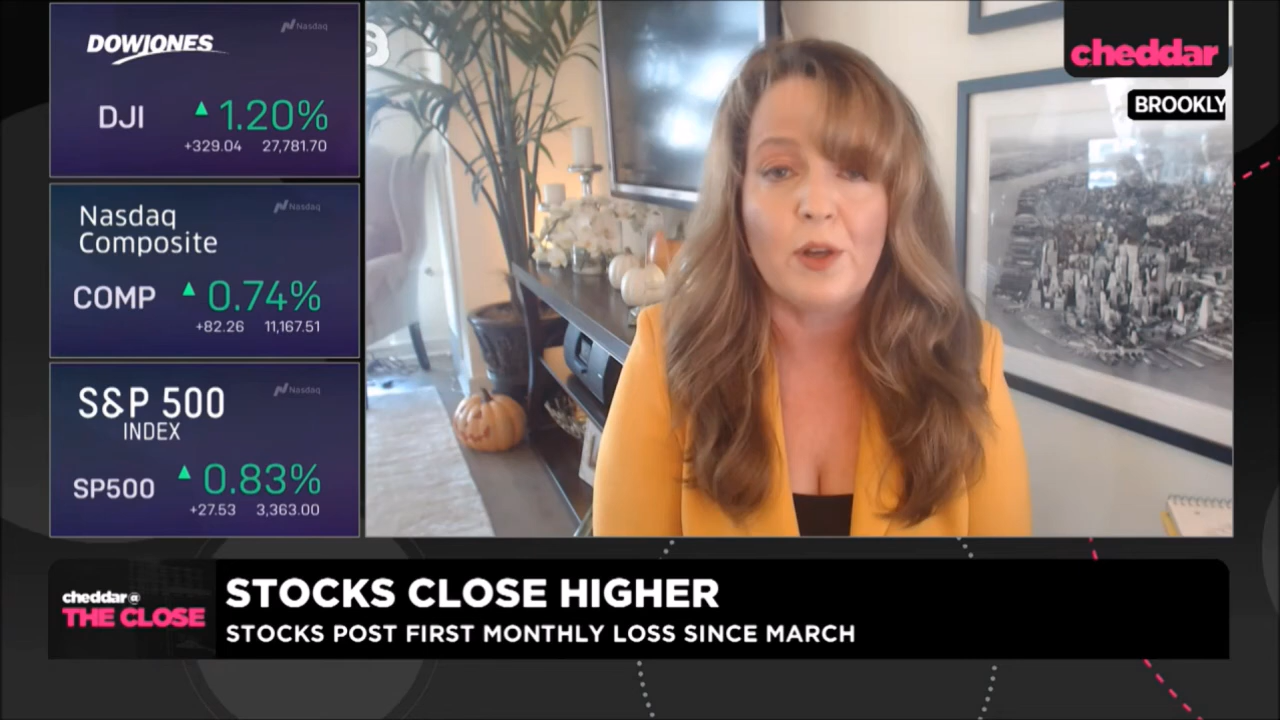 DOWJONES
Nasdaq
DJI
1.20%
+329.04 27,781.70
Nasdaq
Nasdaq
Composite
COMP
0.74%
+82.26 11,167.51
Nasdaq
S&P 500
INDEX
SP500
0.83%
+27.53 3,363.00
cheddar
BROOKLY
cheddar@
THE CLOSE
STOCKS CLOSE HIGHER
STOCKS POST FIRST MONTHLY LOSS SINCE MARCH